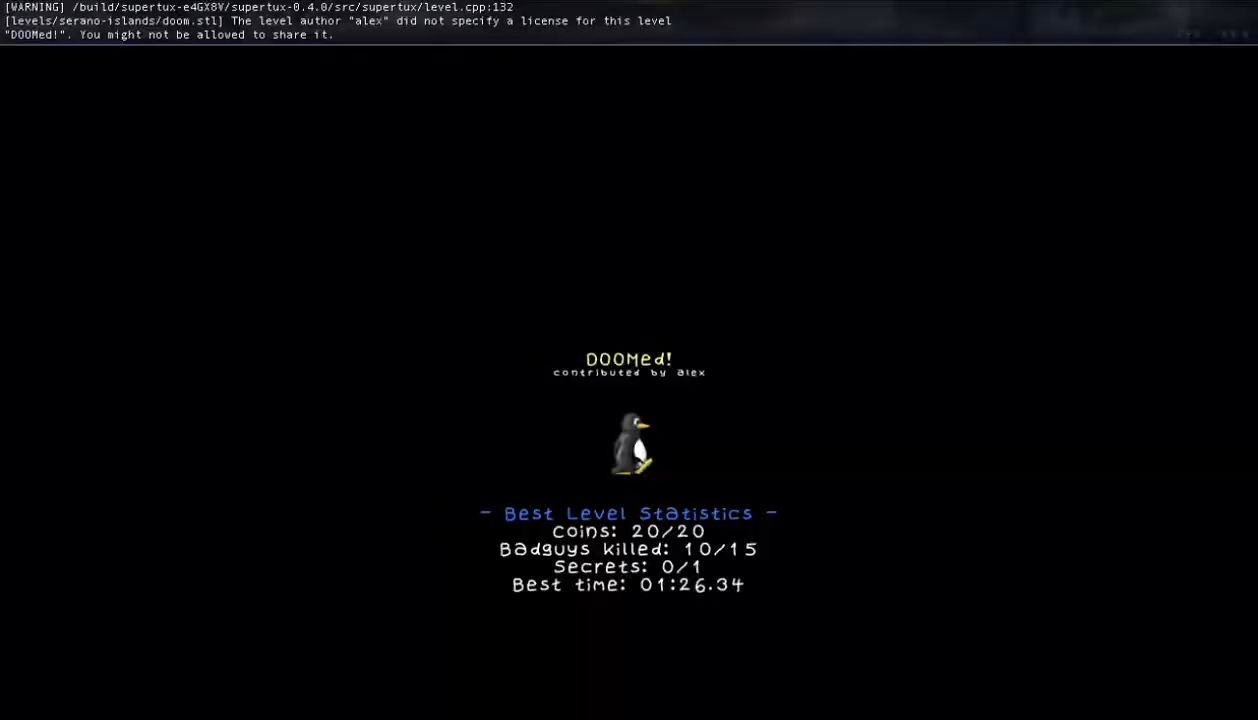 [WARNING] /build/supertux-e4GX8V/supertux-0.4.0/src/supertux/level.cpp:132
[levels/serano-islands/doom.stl] The level author "alex" did not specify a license for this level
"DOOMed!". You might not be allowed to share it.
DOOMed!
contributed by alex
- Best Level Statistics -
Coins: 20/20
Badguys killed: 10/15
Secrets: 0/1
Best time: 01:26.34